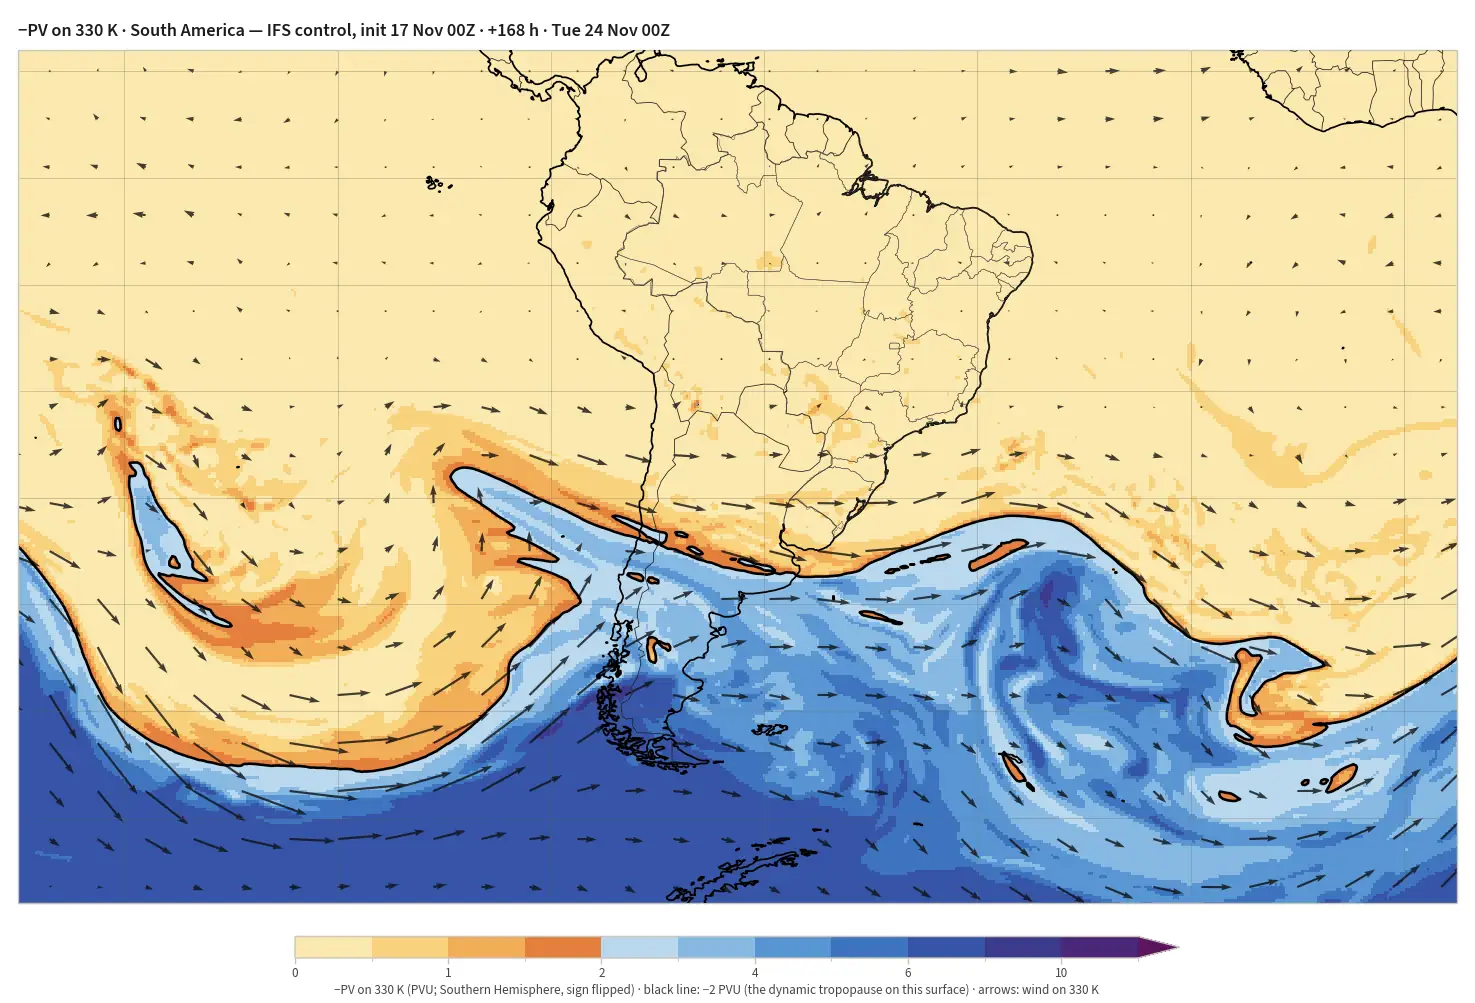 −PV on 330 K · South America — IFS control, init 17 Nov 00Z · +168 h · Tue 24 Nov 00Z
0 1 2 4 6 10
−PV on 330 K (PVU; Southern Hemisphere, sign flipped) · black line: −2 PVU (the dynamic tropopause on this surface) · arrows: wind on 330 K